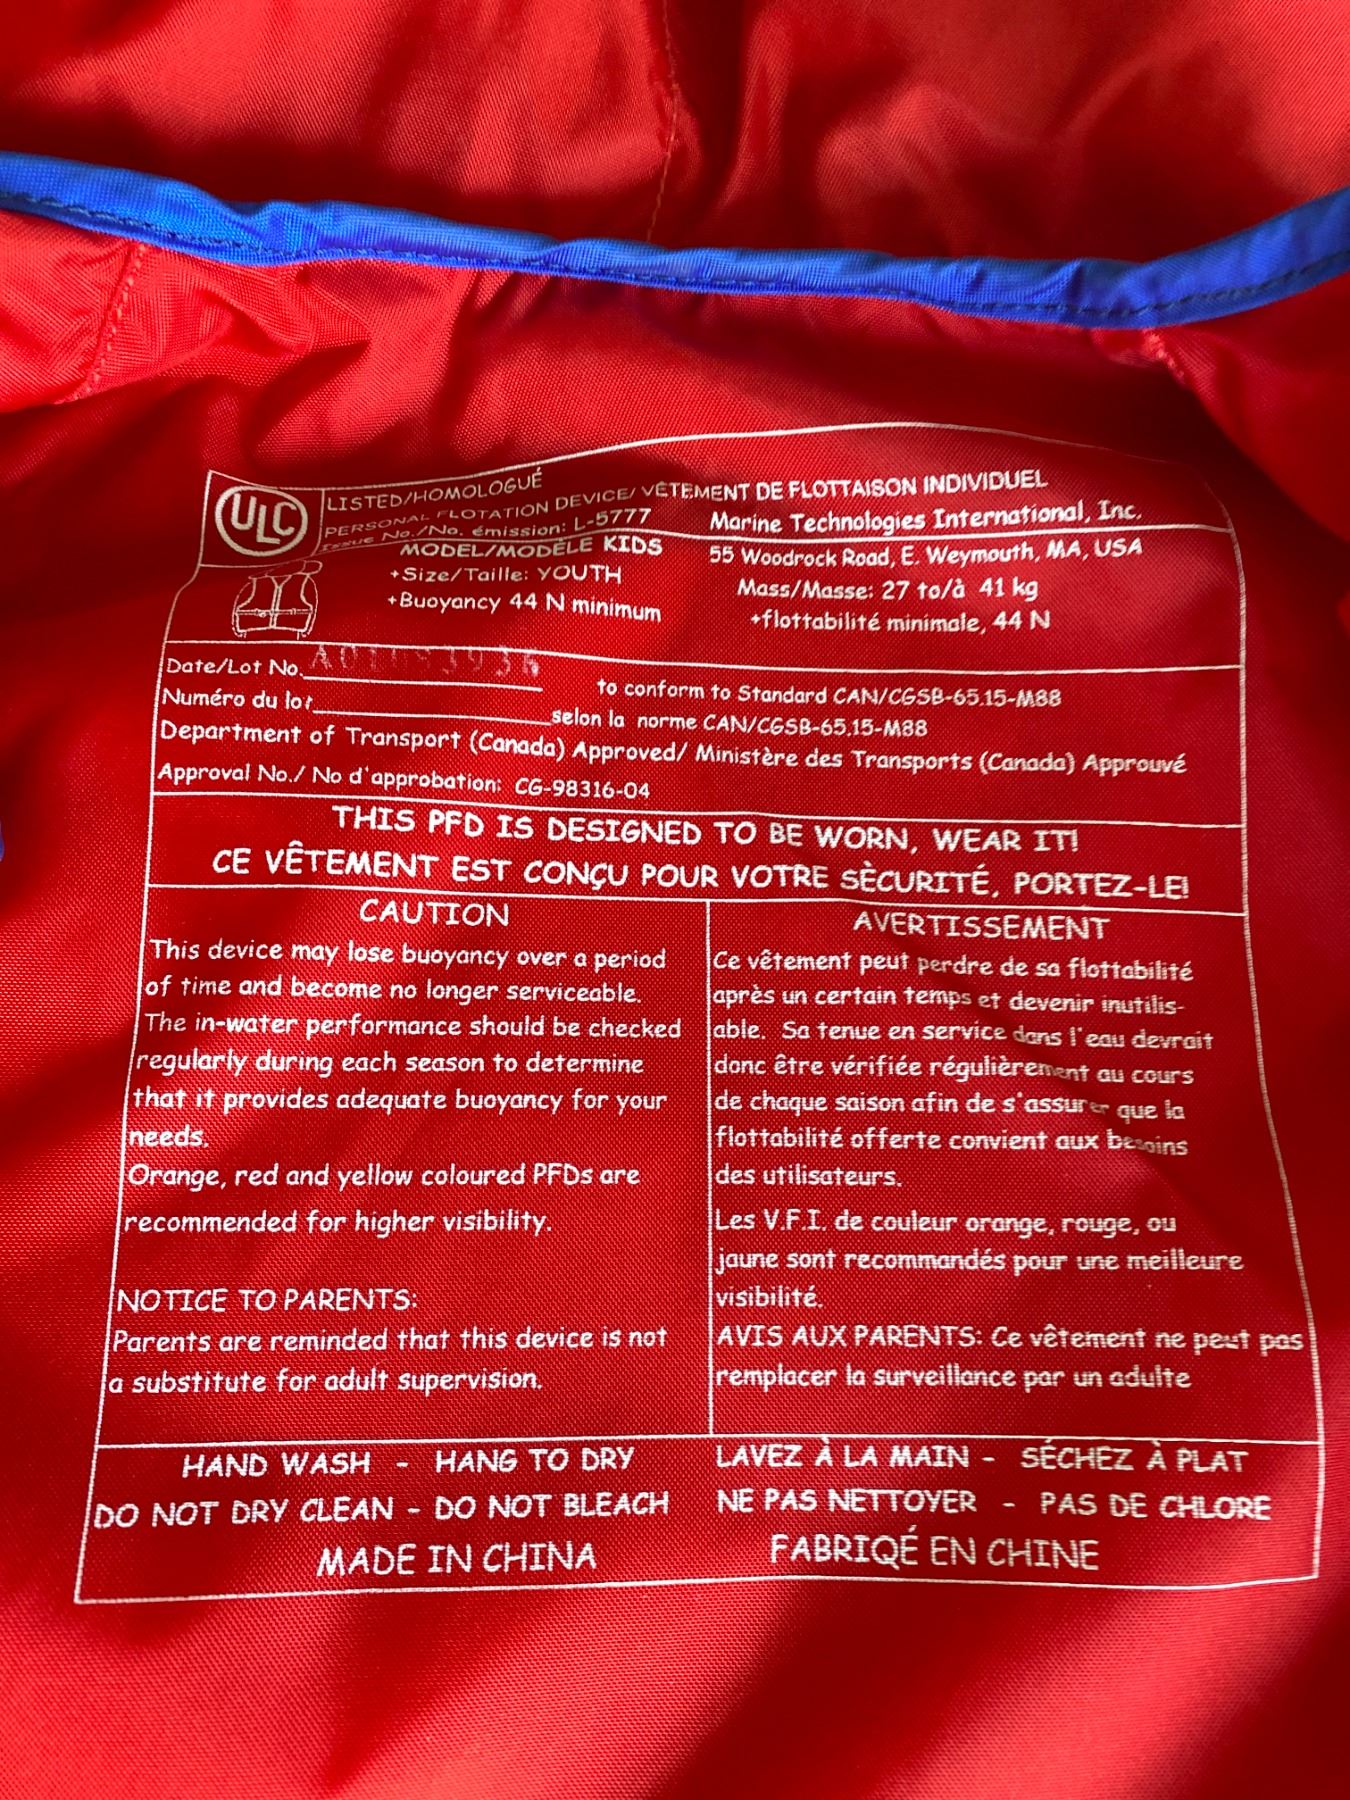 ULC
LISTED/HOMOLOGUÉ
PERSONAL FLOTATION DEVICE/ VÊTEMENT DE FLOTTAISON INDIVIDUEL
Issue No./No. émission: L-5777
Marine Technologies International, Inc.
MODEL/MODÈLE KIDS
55 Woodrock Road, E. Weymouth, MA, USA
+Size/Taille: YOUTH
Mass/Masse: 27 to/à 41 kg
+Buoyancy 44 N minimum
+flottabilité minimale, 44 N
Date/Lot No.
to conform to Standard CAN/CGSB-65.15-M88
Numéro du lot
selon la norme CAN/CGSB-65.15-M88
Department of Transport (Canada) Approved/ Ministère des Transports (Canada) Approuvé
Approval No./ No d'approbation: CG-98316-04
THIS PFD IS DESIGNED TO BE WORN, WEAR IT!
CE VÊTEMENT EST CONÇU POUR VOTRE SÈCURITÉ, PORTEZ-LE!
CAUTION
This device may lose buoyancy over a period
of time and become no longer serviceable.
The in-water performance should be checked
regularly during each season to determine
that it provides adequate buoyancy for your
needs.
Orange, red and yellow coloured PFDs are
recommended for higher visibility.
NOTICE TO PARENTS:
Parents are reminded that this device is not
a substitute for adult supervision.
AVERTISSEMENT
Ce vêtement peut perdre de sa flottabilité
après un certain temps et devenir inutilis-
able. Sa tenue en service dans l'eau devrait
donc être vérifiée régulièrement au cours
de chaque saison afin de s'assurer que la
flottabilité offerte convient aux besoins
des utilisateurs.
Les V.F.I. de couleur orange, rouge, ou
jaune sont recommandés pour une meilleure
visibilité.
AVIS AUX PARENTS: Ce vêtement ne peut pas
remplacer la surveillance par un adulte
HAND WASH - HANG TO DRY
DO NOT DRY CLEAN - DO NOT BLEACH
MADE IN CHINA
LAVEZ À LA MAIN - SÉCHEZ À PLAT
NE PAS NETTOYER - PAS DE CHLORE
FABRIQÉ EN CHINE